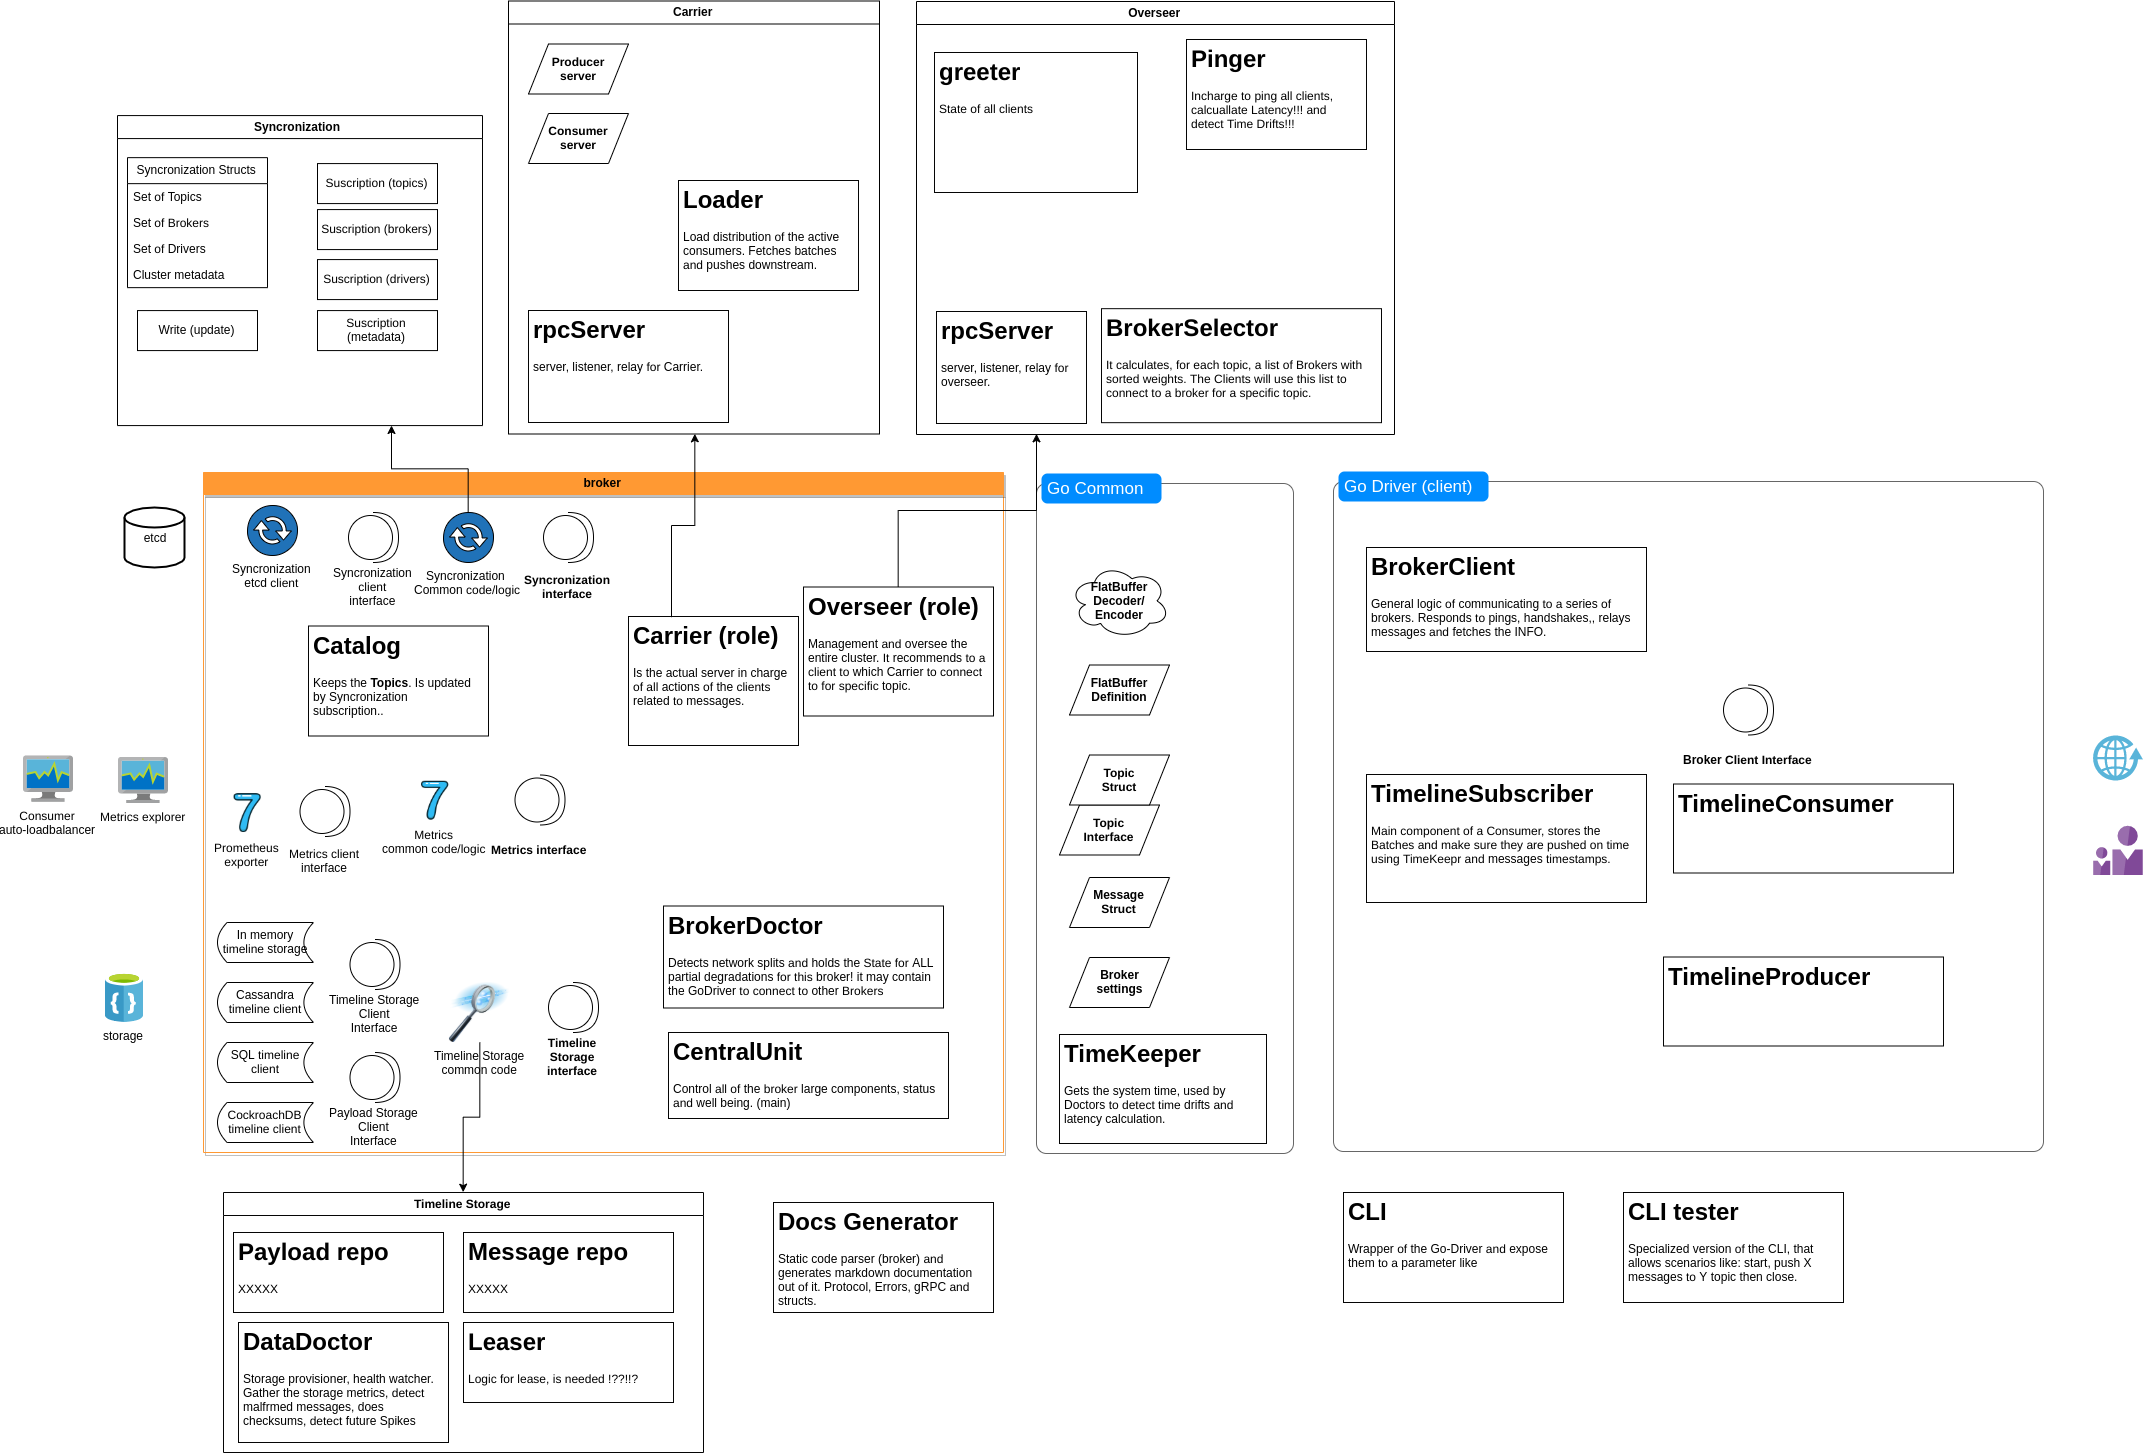 Carrier
Producer
server
Consumer
server
Loader
Load distribution of the active
consumers. Fetches batches
and pushes downstream.
rpcServer
server, listener, relay for Carrier.
Overseer
greeter
State of all clients
Pinger
Incharge to ping all clients,
calcuallate Latency!!! and
detect Time Drifts!!!
rpcServer
server, listener, relay for
overseer.
BrokerSelector
It calculates, for each topic, a list of Brokers with
sorted weights. The Clients will use this list to
connect to a broker for a specific topic.
Syncronization
Syncronization Structs
Set of Topics
Set of Brokers
Set of Drivers
Cluster metadata
Write (update)
Suscription (topics)
Suscription (brokers)
Suscription (drivers)
Suscription
(metadata)
etcd
Consumer
auto-loadbalancer
Metrics explorer
storage
broker
Syncronization
etcd client
Syncronization
client
interface
Syncronization
Common code/logic
Syncronization
interface
Catalog
Keeps the Topics. Is updated
by Syncronization
subscription..
Carrier (role)
Is the actual server in charge
of all actions of the clients
related to messages.
Overseer (role)
Management and oversee the
entire cluster. It recommends to a
client to which Carrier to connect
to for specific topic.
Prometheus
exporter
Metrics client
interface
Metrics
common code/logic
Metrics interface
In memory
timeline storage
Cassandra
timeline client
SQL timeline
client
CockroachDB
timeline client
Timeline Storage
Client
Interface
Payload Storage
Client
Interface
Timeline Storage
common code
Timeline
Storage
interface
BrokerDoctor
Detects network splits and holds the State for ALL
partial degradations for this broker! it may contain
the GoDriver to connect to other Brokers
CentralUnit
Control all of the broker large components, status
and well being. (main)
Go Common
FlatBuffer
Decoder/
Encoder
FlatBuffer
Definition
Topic
Struct
Topic
Interface
Message
Struct
Broker
settings
TimeKeeper
Gets the system time, used by
Doctors to detect time drifts and
latency calculation.
Go Driver (client)
BrokerClient
General logic of communicating to a series of
brokers. Responds to pings, handshakes,, relays
messages and fetches the INFO.
Broker Client Interface
TimelineSubscriber
Main component of a Consumer, stores the
Batches and make sure they are pushed on time
using TimeKeepr and messages timestamps.
TimelineConsumer
TimelineProducer
Timeline Storage
Payload repo
XXXXX
Message repo
XXXXX
DataDoctor
Storage provisioner, health watcher.
Gather the storage metrics, detect
malfrmed messages, does
checksums, detect future Spikes
Leaser
Logic for lease, is needed !??!!?
Docs Generator
Static code parser (broker) and
generates markdown documentation
out of it. Protocol, Errors, gRPC and
structs.
CLI
Wrapper of the Go-Driver and expose
them to a parameter like
CLI tester
Specialized version of the CLI, that
allows scenarios like: start, push X
messages to Y topic then close.